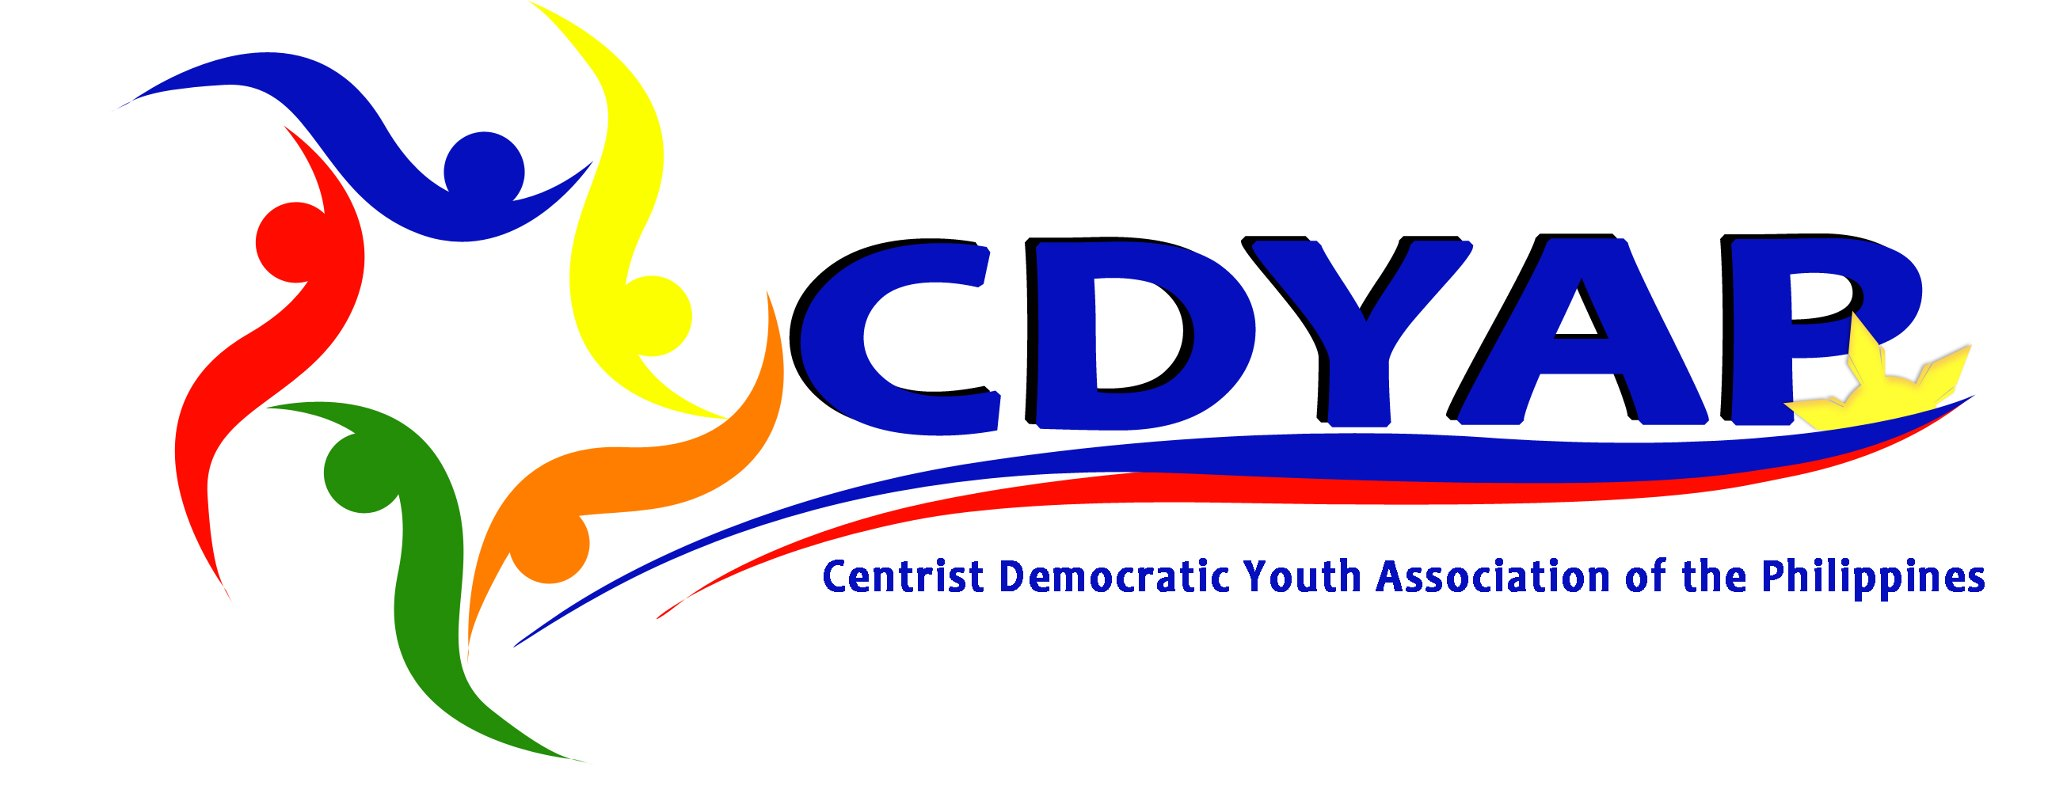 CDYAP
Centrist Democratic Youth Association of the Philippines